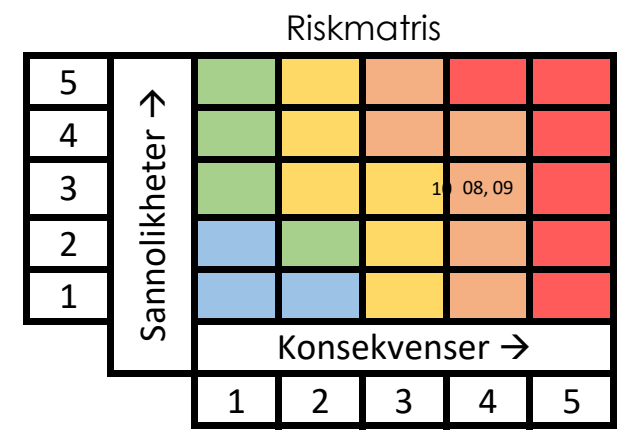 Riskmatris
5
4
3
2
1
Sannolikheter →
10 08, 09
Konsekvenser →
1 2 3 4 5